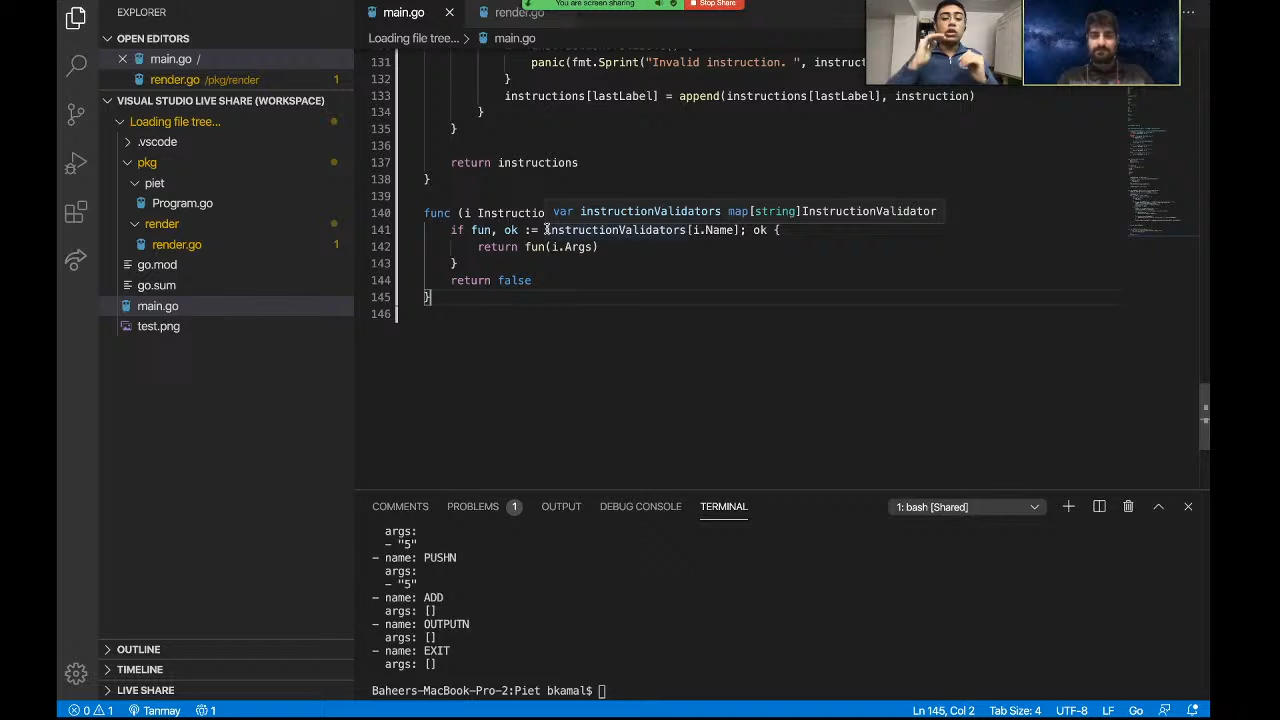 You are screen sharing
Stop Share
EXPLORER
OPEN EDITORS
main.go /
render.go /pkg/render 1
VISUAL STUDIO LIVE SHARE (WORKSPACE)
Loading file tree...
.vscode
pkg
piet
Program.go
render
render.go
go.mod
go.sum
main.go
test.png
OUTLINE
TIMELINE
LIVE SHARE
main.go
render.go
Loading file tree... > main.go
131 panic(fmt.Sprint("Invalid instruction. ", instruct
132 }
133 instructions[lastLabel] = append(instructions[lastLabel], instruction)
134 }
135 }
136
137 return instructions
138 }
139
140 func (i Instructio
var instructionValidators map[string]InstructionValidator
141 if fun, ok := instructionValidators[i.Name]; ok {
142 return fun(i.Args)
143 }
144 return false
145 }
146
COMMENTS PROBLEMS 1 OUTPUT DEBUG CONSOLE TERMINAL 1: bash [Shared]
args:
- "5"
- name: PUSHN
args:
- "5"
- name: ADD
args: []
- name: OUTPUTN
args: []
- name: EXIT
args: []
Baheers-MacBook-Pro-2:Piet bkamal$
0 1 Tanmay 1 Ln 145, Col 2 Tab Size: 4 UTF-8 LF Go